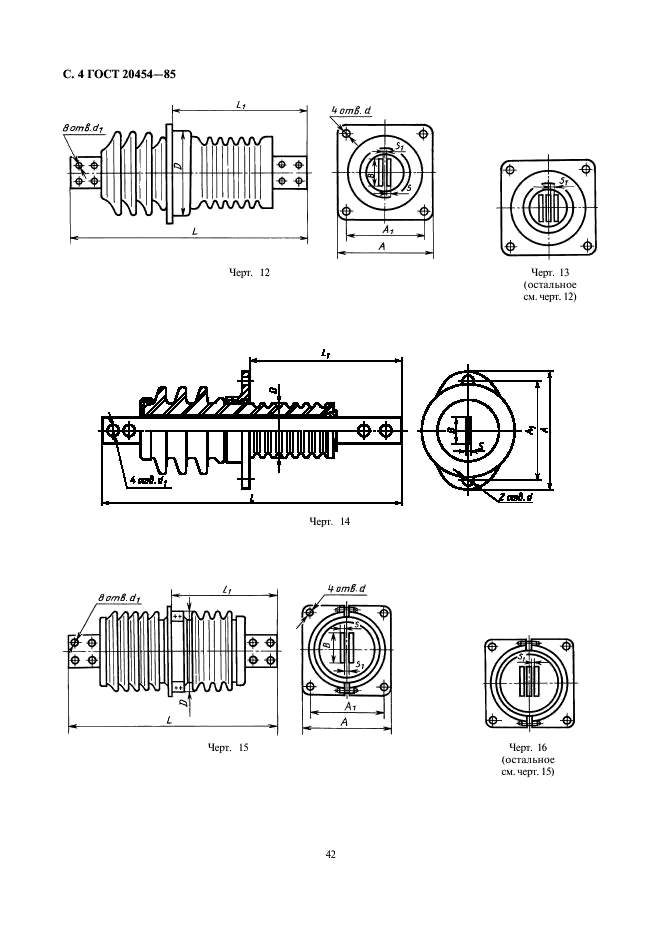 С. 4 ГОСТ 20454—85
L₁
8 отв. d₁
D
L
4 отв. d
S₁
B
S
A₁
A
S₁
Черт. 12
Черт. 13
(остальное
см. черт. 12)
L₁
D
B
S
A₁
A
4 отв. d₁
L
2 отв. d
Черт. 14
8 отв. d₁
L₁
D
L
4 отв. d
S
B
S₁
A₁
A
S₁
Черт. 15
Черт. 16
(остальное
см. черт. 15)
42